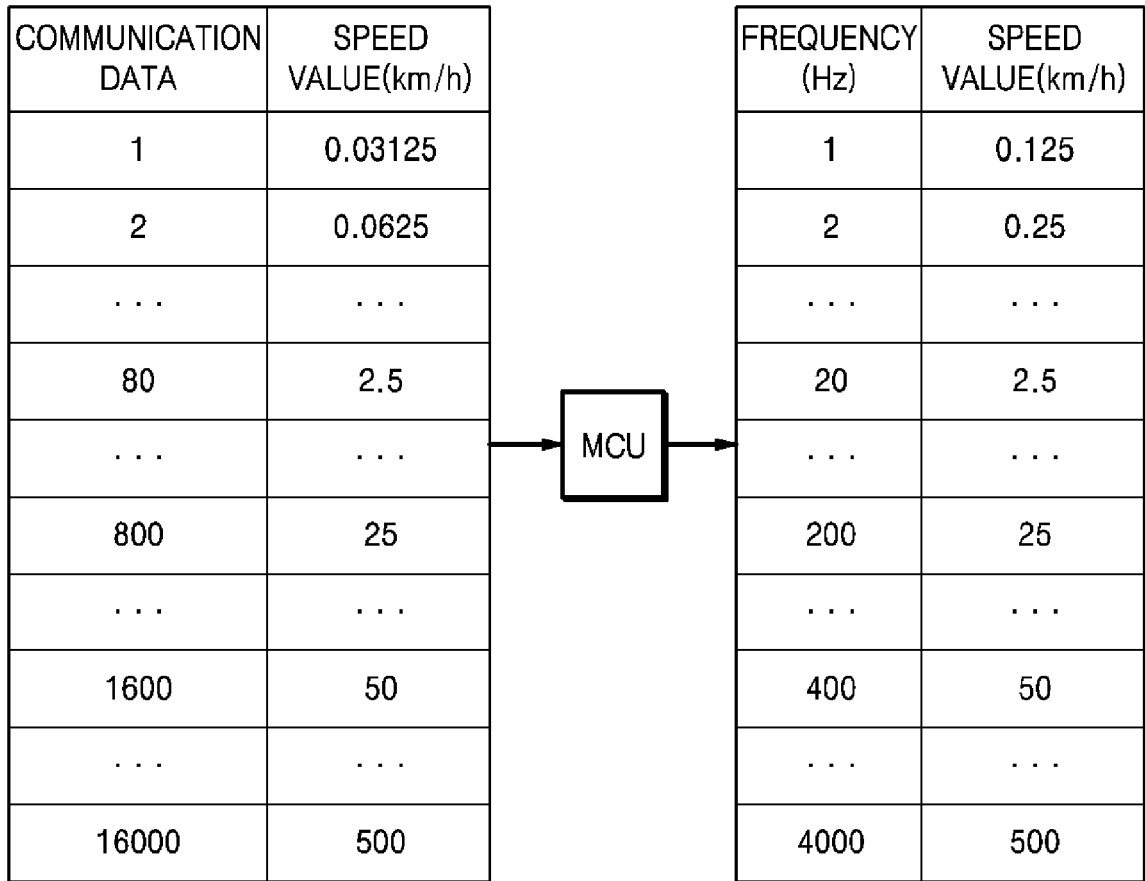 COMMUNICATION
DATA
SPEED
VALUE(km/h)
1
0.03125
2
0.0625
. . .
. . .
80
2.5
. . .
. . .
800
25
. . .
. . .
1600
50
. . .
. . .
16000
500
MCU
FREQUENCY
(Hz)
SPEED
VALUE(km/h)
1
0.125
2
0.25
. . .
. . .
20
2.5
. . .
. . .
200
25
. . .
. . .
400
50
. . .
. . .
4000
500